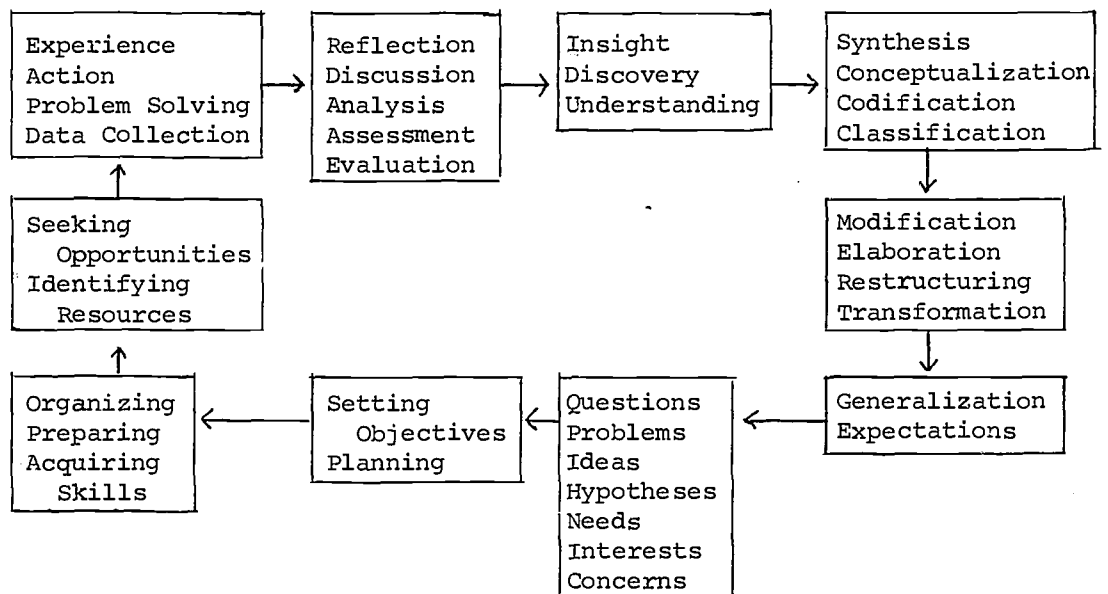 Experience
Action
Problem Solving
Data Collection
Reflection
Discussion
Analysis
Assessment
Evaluation
Insight
Discovery
Understanding
Synthesis
Conceptualization
Codification
Classification
Modification
Elaboration
Restructuring
Transformation
Generalization
Expectations
Questions
Problems
Ideas
Hypotheses
Needs
Interests
Concerns
Setting
Objectives
Planning
Organizing
Preparing
Acquiring
Skills
Seeking
Opportunities
Identifying
Resources